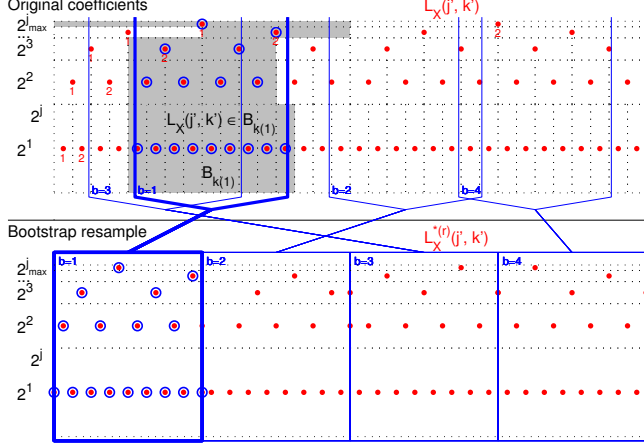 Original coefficients
L_X(j', k')
2^jmax
...
2^3
2^2
2^j
2^1
1
1
2
1
2
2
1
2
1
2
L_X(j', k') ∈ B_k(1)
B_k(1)
b=3
b=1
b=2
b=4
Bootstrap resample
L_X^*(r)(j', k')
b=1
b=2
b=3
b=4
2^jmax
...
2^3
2^2
2^j
2^1